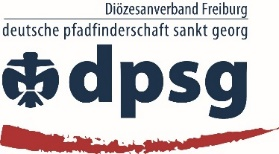 Diözesanverband Freiburg
deutsche pfadfinderschaft sankt georg
dpsg